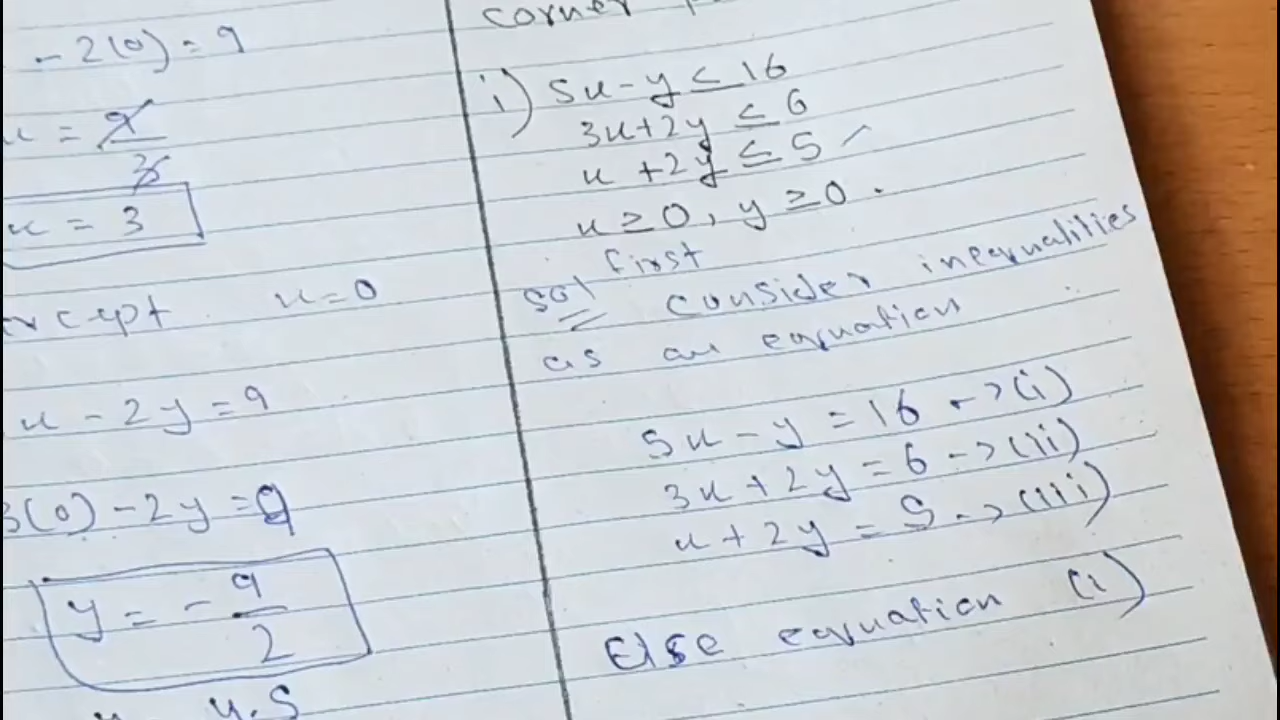 - 2(0) = 9
x = 9/3
x = 3
x = 0
x - 2y = 9
3(0) - 2y = 9
y = - 9/2
corner
i) 5x - y ≤ 16
3x + 2y ≤ 6
x + 2y ≤ 5
x ≥ 0, y ≥ 0.
first
Sol consider inequalities
as an equation
5x - y = 16 -> (i)
3x + 2y = 6 -> (ii)
x + 2y = 5 -> (iii)
Else equation (i)